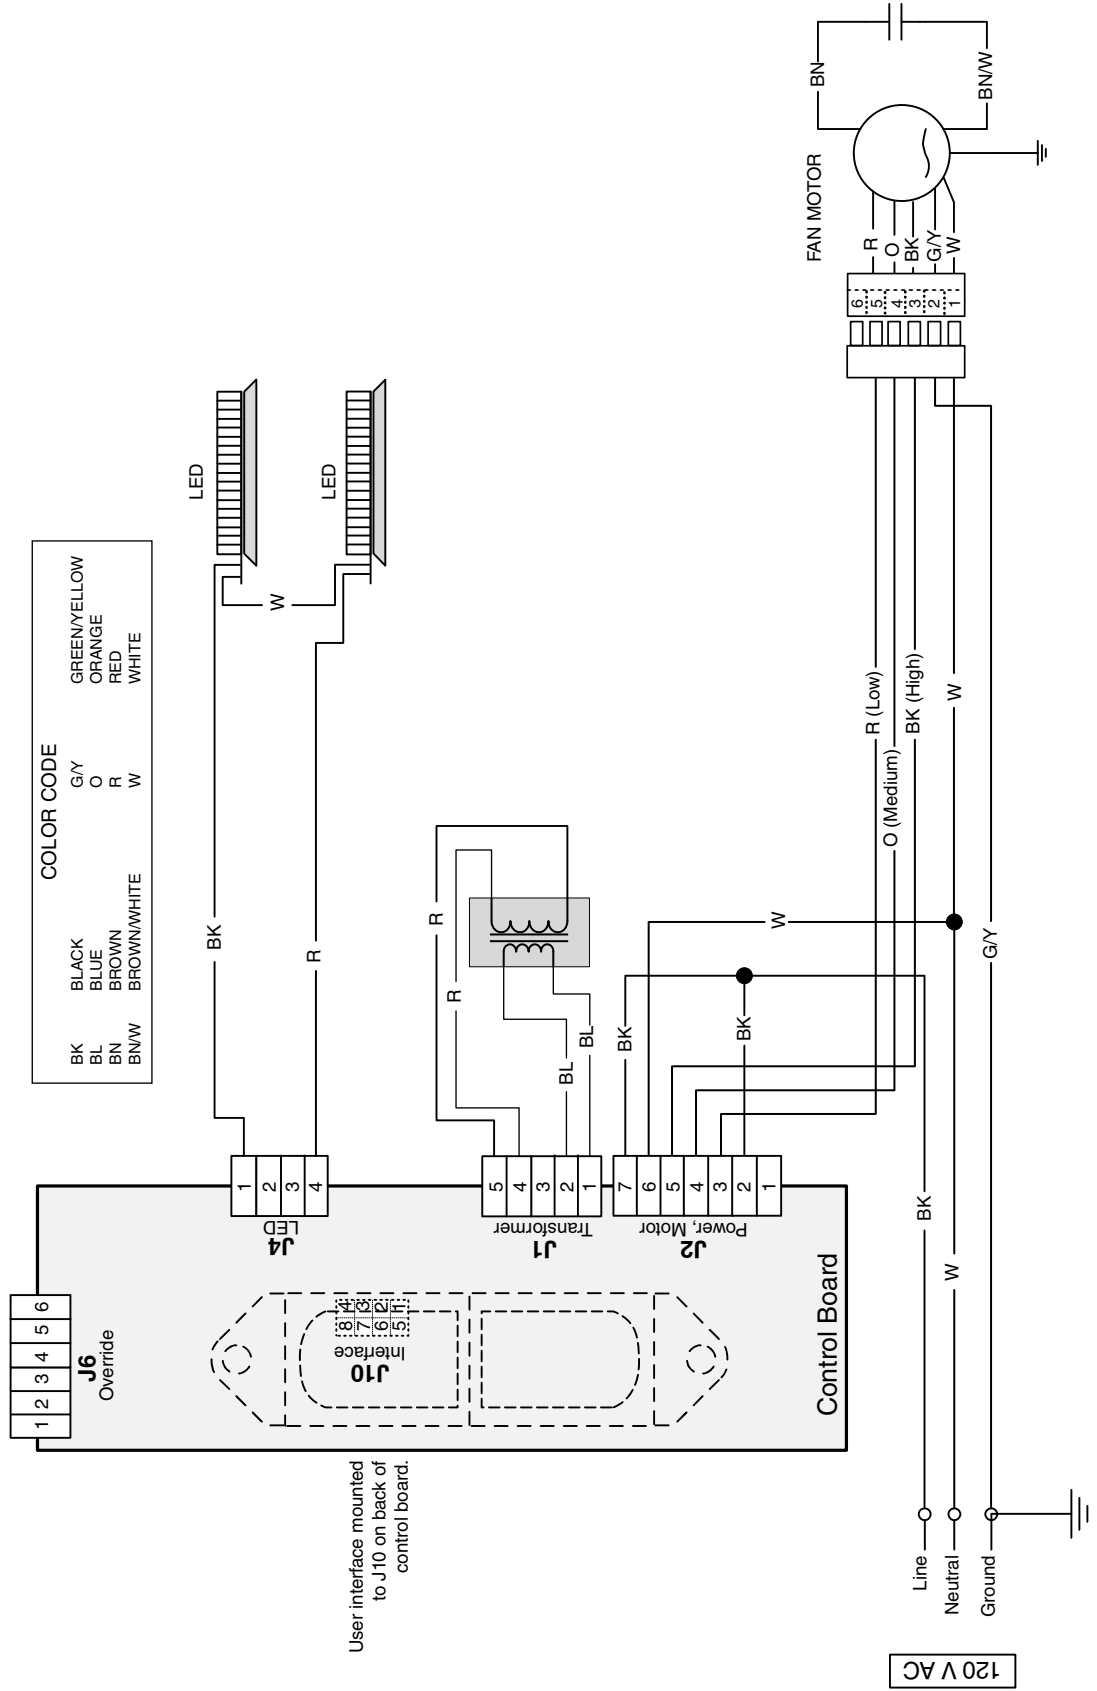 COLOR CODE
BK BLACK G/Y GREEN/YELLOW
BL BLUE O ORANGE
BN BROWN R RED
BN/W BROWN/WHITE W WHITE
1 2 3 4 5 6
J6
Override
User interface mounted
to J10 on back of
control board.
J10
Interface
8 4
7 3
6 2
5 1
Control Board
J4
LED
1
2
3
4
BK
R
W
LED
LED
J1
Transformer
5
4
3
2
1
R
R
BL
BL
J2
Power, Motor
7
6
5
4
3
2
1
BK
BK
W
R (Low)
O (Medium)
BK (High)
W
G/Y
BK
W
Line
Neutral
Ground
120 V AC
6
5
4
3
2
1
R
O
BK
G/Y
W
FAN MOTOR
BN
BN/W